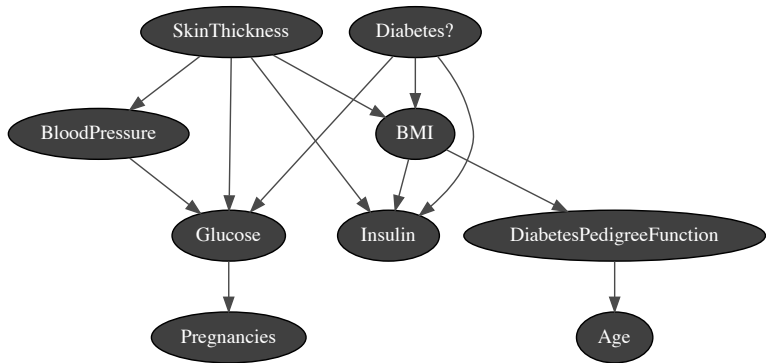 SkinThickness
Diabetes?
BloodPressure
BMI
Glucose
Insulin
DiabetesPedigreeFunction
Pregnancies
Age